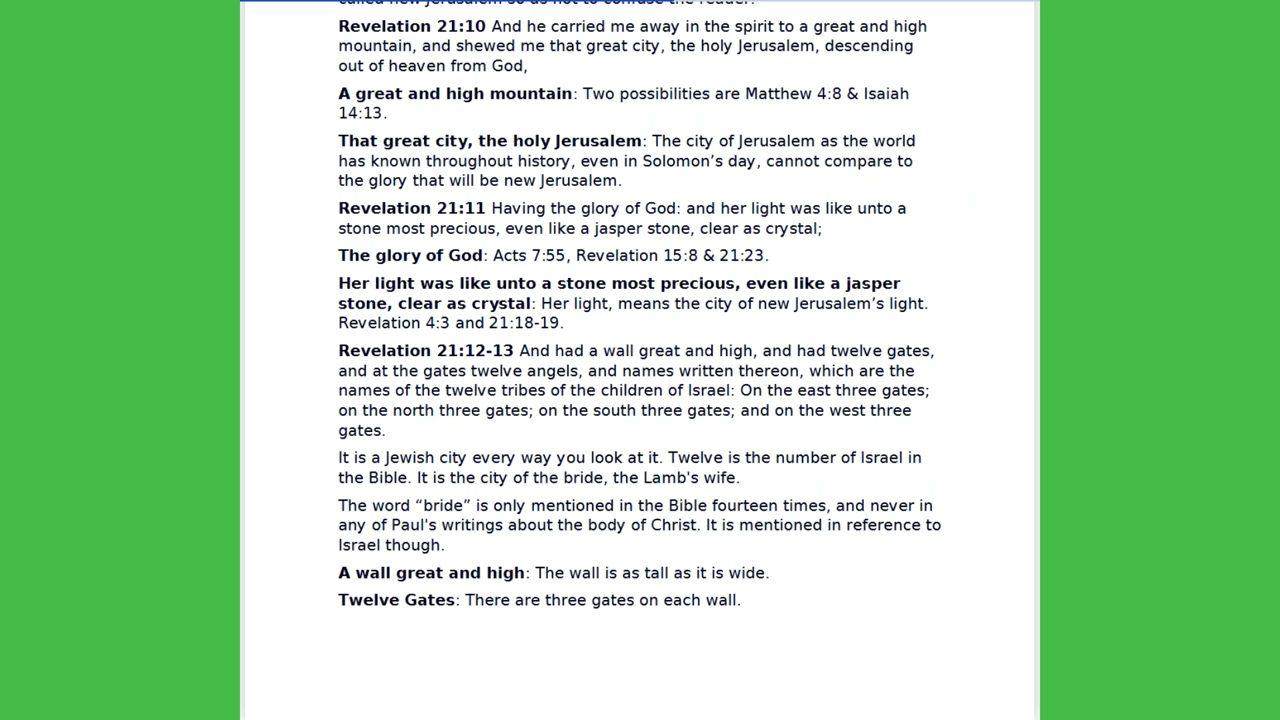 called new Jerusalem so as not to confuse the reader.
Revelation 21:10 And he carried me away in the spirit to a great and high
mountain, and shewed me that great city, the holy Jerusalem, descending
out of heaven from God,
A great and high mountain: Two possibilities are Matthew 4:8 & Isaiah
14:13.
That great city, the holy Jerusalem: The city of Jerusalem as the world
has known throughout history, even in Solomon’s day, cannot compare to
the glory that will be new Jerusalem.
Revelation 21:11 Having the glory of God: and her light was like unto a
stone most precious, even like a jasper stone, clear as crystal;
The glory of God: Acts 7:55, Revelation 15:8 & 21:23.
Her light was like unto a stone most precious, even like a jasper
stone, clear as crystal: Her light, means the city of new Jerusalem’s light.
Revelation 4:3 and 21:18-19.
Revelation 21:12-13 And had a wall great and high, and had twelve gates,
and at the gates twelve angels, and names written thereon, which are the
names of the twelve tribes of the children of Israel: On the east three gates;
on the north three gates; on the south three gates; and on the west three
gates.
It is a Jewish city every way you look at it. Twelve is the number of Israel in
the Bible. It is the city of the bride, the Lamb's wife.
The word “bride” is only mentioned in the Bible fourteen times, and never in
any of Paul's writings about the body of Christ. It is mentioned in reference to
Israel though.
A wall great and high: The wall is as tall as it is wide.
Twelve Gates: There are three gates on each wall.